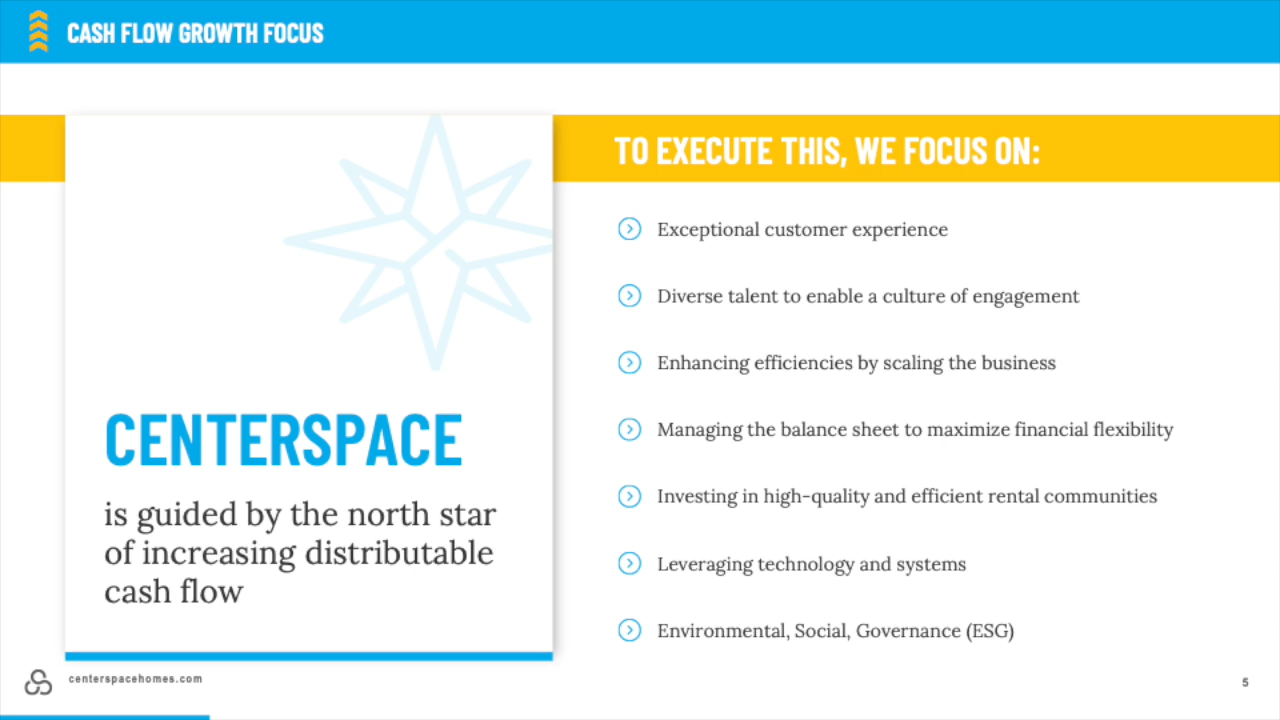 CASH FLOW GROWTH FOCUS
CENTERSPACE
is guided by the north star
of increasing distributable
cash flow
TO EXECUTE THIS, WE FOCUS ON:
Exceptional customer experience
Diverse talent to enable a culture of engagement
Enhancing efficiencies by scaling the business
Managing the balance sheet to maximize financial flexibility
Investing in high-quality and efficient rental communities
Leveraging technology and systems
Environmental, Social, Governance (ESG)
centerspacehomes.com
5